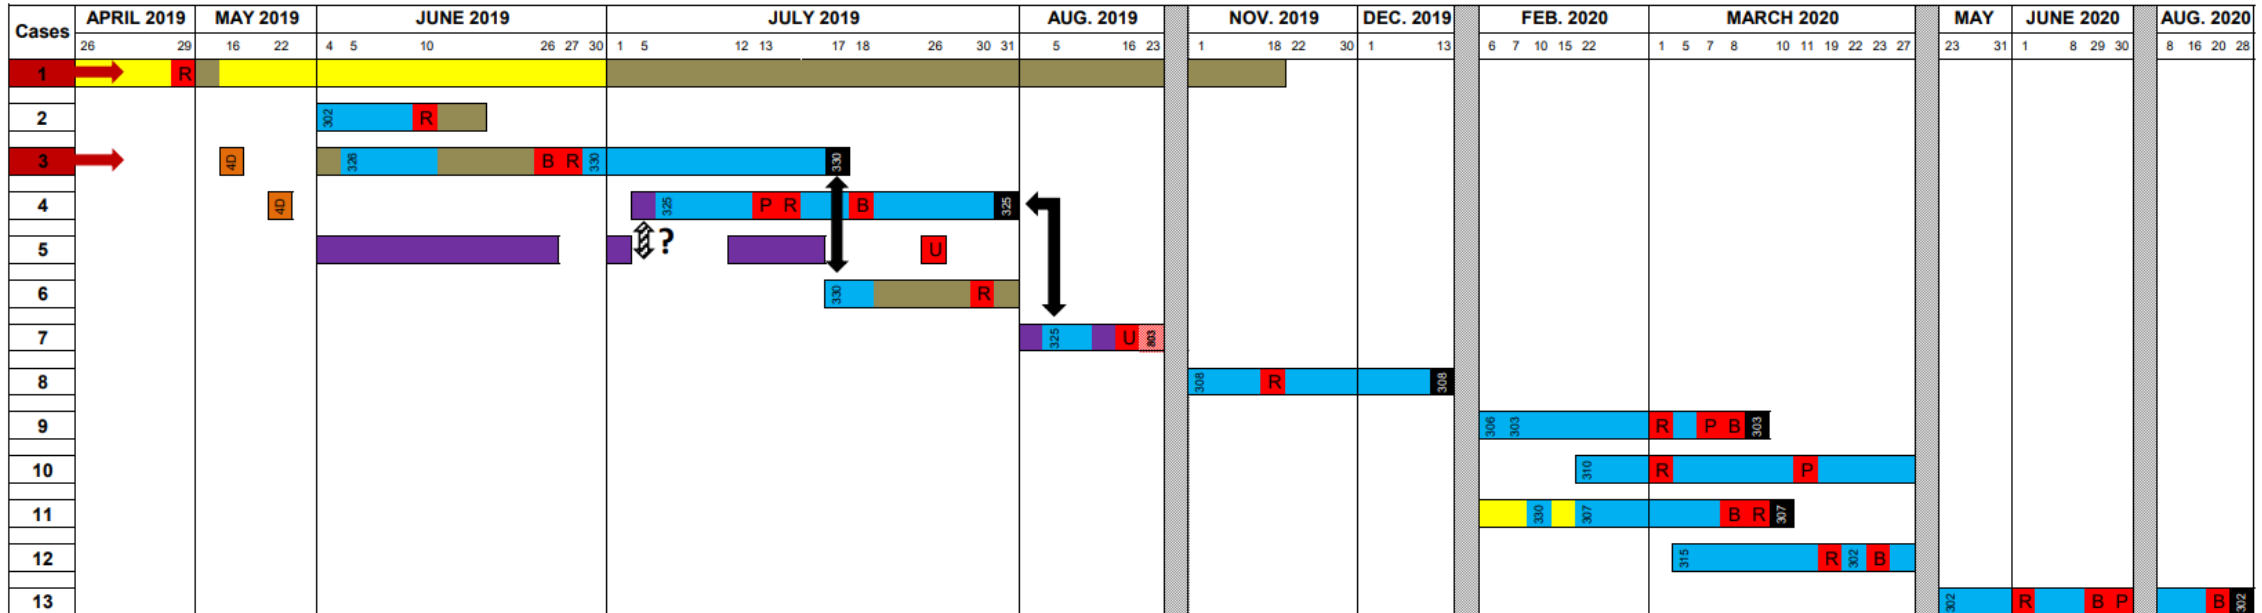 Cases APRIL 2019 MAY 2019 JUNE 2019 JULY 2019 AUG. 2019 NOV. 2019 DEC. 2019 FEB. 2020 MARCH 2020 MAY JUNE 2020 AUG. 2020
26 29 16 22 4 5 10 26 27 30 1 5 12 13 17 18 26 30 31 5 16 23 1 18 22 30 1 13 6 7 10 15 22 1 5 7 8 10 11 19 22 23 27 23 31 1 8 29 30 8 16 20 28
1 R
2 302 R
3 4D 326 B R 330 330
4 4D 325 P R B 325
5 ? U
6 330 R
7 325 U 803
8 308 R 308
9 306 303 R P B 303
10 310 R P
11 330 307 B R 307
12 315 R 302 B
13 302 R B P B 302